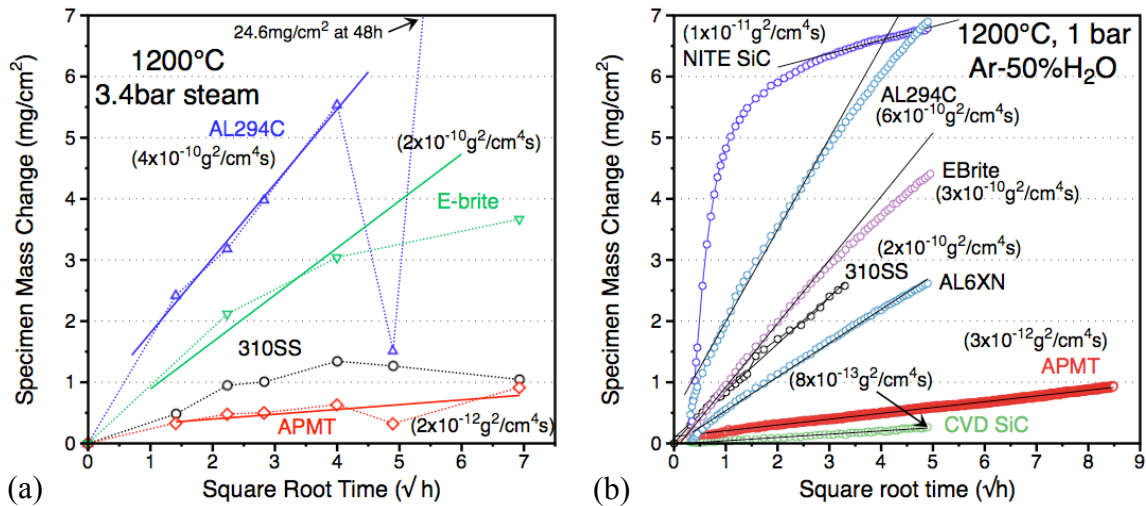 24.6mg/cm² at 48h
1200°C
3.4bar steam
AL294C
(4x10⁻¹⁰g²/cm⁴s)
(2x10⁻¹⁰g²/cm⁴s)
E-brite
310SS
APMT
(2x10⁻¹²g²/cm⁴s)
Specimen Mass Change (mg/cm²)
7
6
5
4
3
2
1
0
0 1 2 3 4 5 6 7
Square Root Time (√ h)
(a)
(1x10⁻¹¹g²/cm⁴s)
NITE SiC
1200°C, 1 bar
Ar-50%H₂O
AL294C
(6x10⁻¹⁰g²/cm⁴s)
EBrite
(3x10⁻¹⁰g²/cm⁴s)
(2x10⁻¹⁰g²/cm⁴s)
310SS
AL6XN
(3x10⁻¹²g²/cm⁴s)
APMT
(8x10⁻¹³g²/cm⁴s)
CVD SiC
Specimen Mass Change (mg/cm²)
7
6
5
4
3
2
1
0
0 1 2 3 4 5 6 7 8 9
Square root time (√h)
(b)